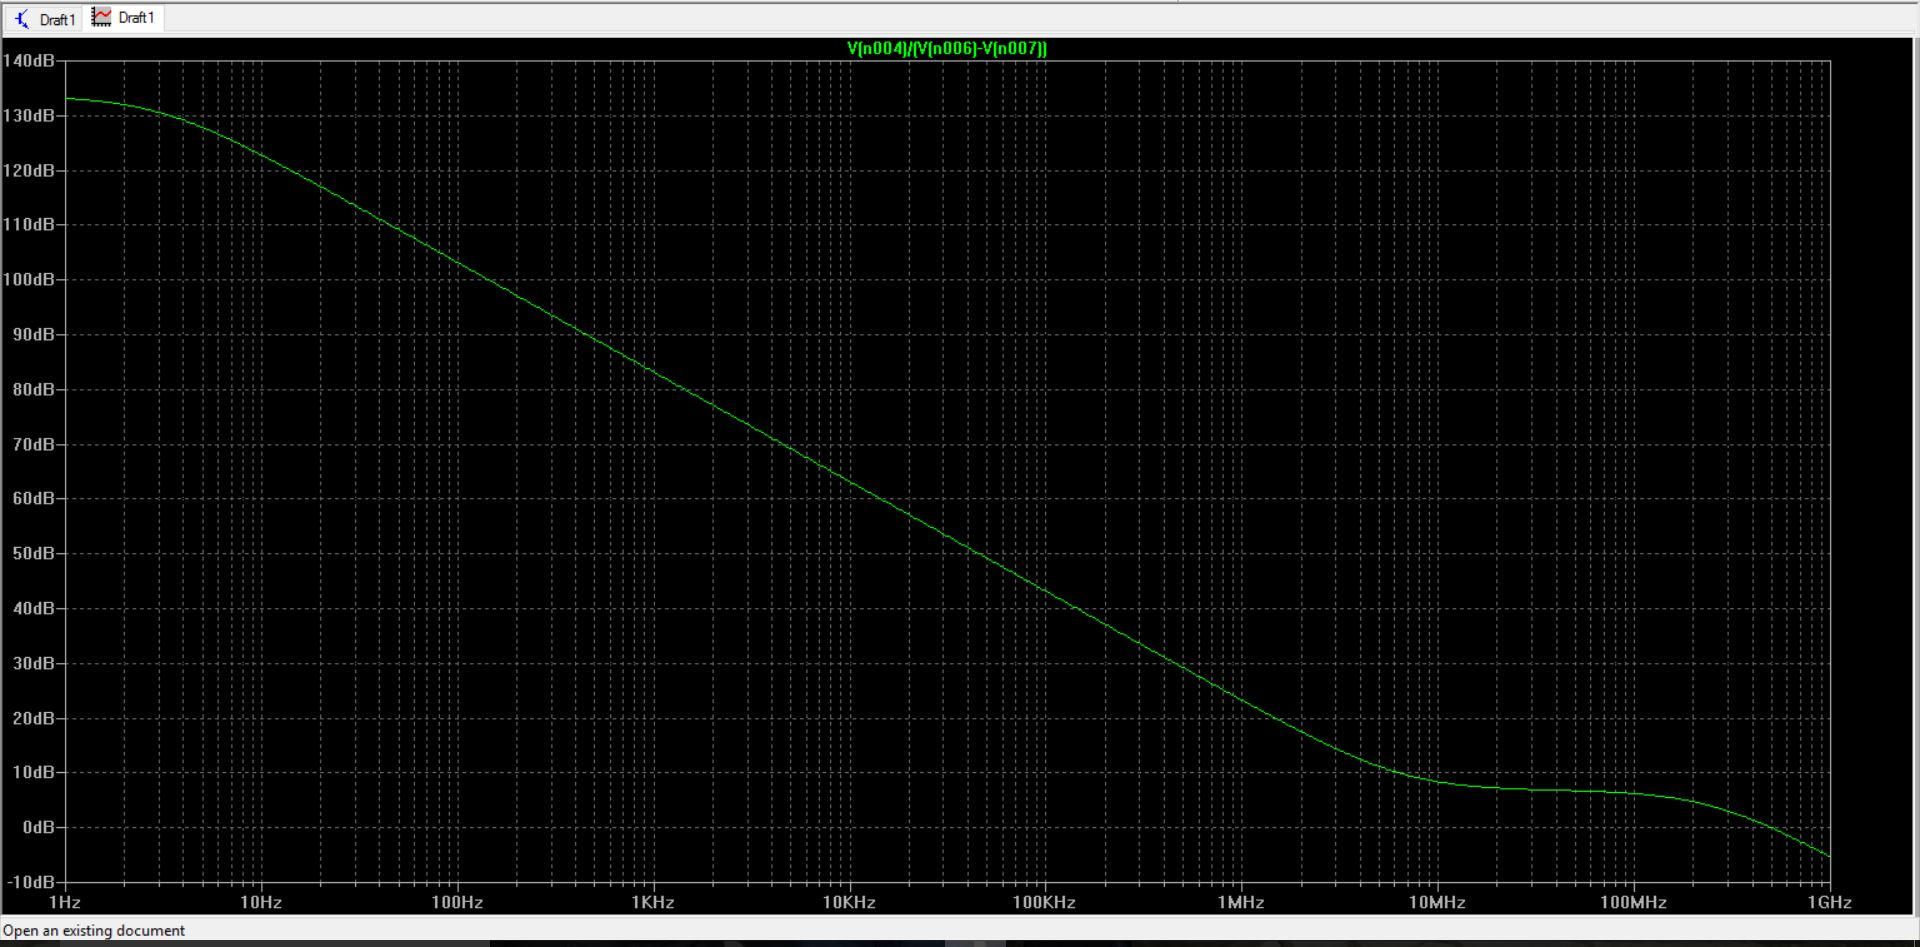 Draft1 Draft1
V(n004)/(V(n006)-V(n007))
140dB
130dB
120dB
110dB
100dB
90dB
80dB
70dB
60dB
50dB
40dB
30dB
20dB
10dB
0dB
-10dB
1Hz 10Hz 100Hz 1KHz 10KHz 100KHz 1MHz 10MHz 100MHz 1GHz
Open an existing document